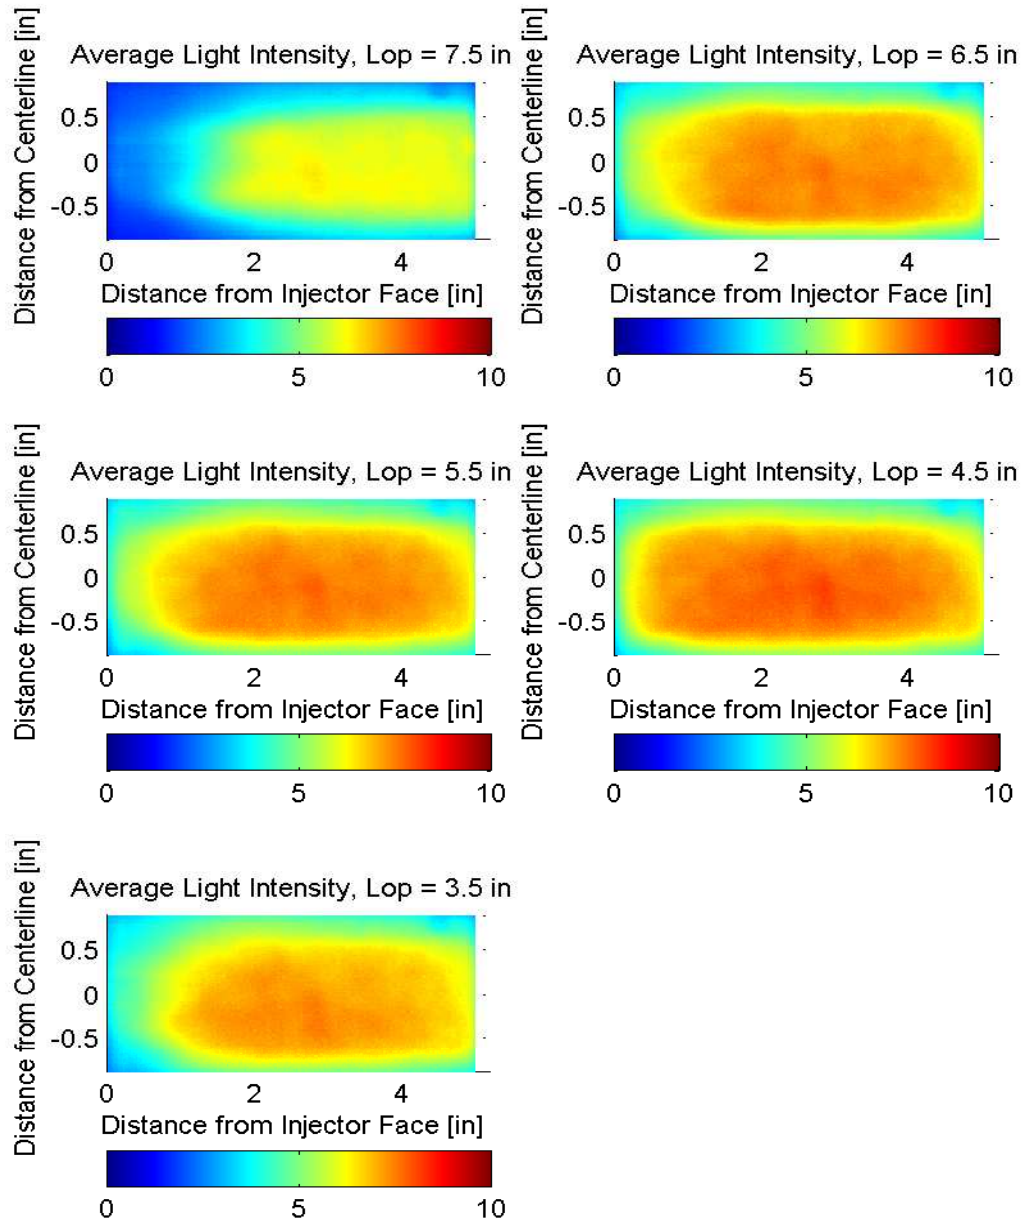 Average Light Intensity, Lop = 7.5 in
Distance from Centerline [in]
0.5
0
-0.5
0 2 4
Distance from Injector Face [in]
0 5 10
Average Light Intensity, Lop = 6.5 in
Distance from Centerline [in]
0.5
0
-0.5
0 2 4
Distance from Injector Face [in]
0 5 10
Average Light Intensity, Lop = 5.5 in
Distance from Centerline [in]
0.5
0
-0.5
0 2 4
Distance from Injector Face [in]
0 5 10
Average Light Intensity, Lop = 4.5 in
Distance from Centerline [in]
0.5
0
-0.5
0 2 4
Distance from Injector Face [in]
0 5 10
Average Light Intensity, Lop = 3.5 in
Distance from Centerline [in]
0.5
0
-0.5
0 2 4
Distance from Injector Face [in]
0 5 10